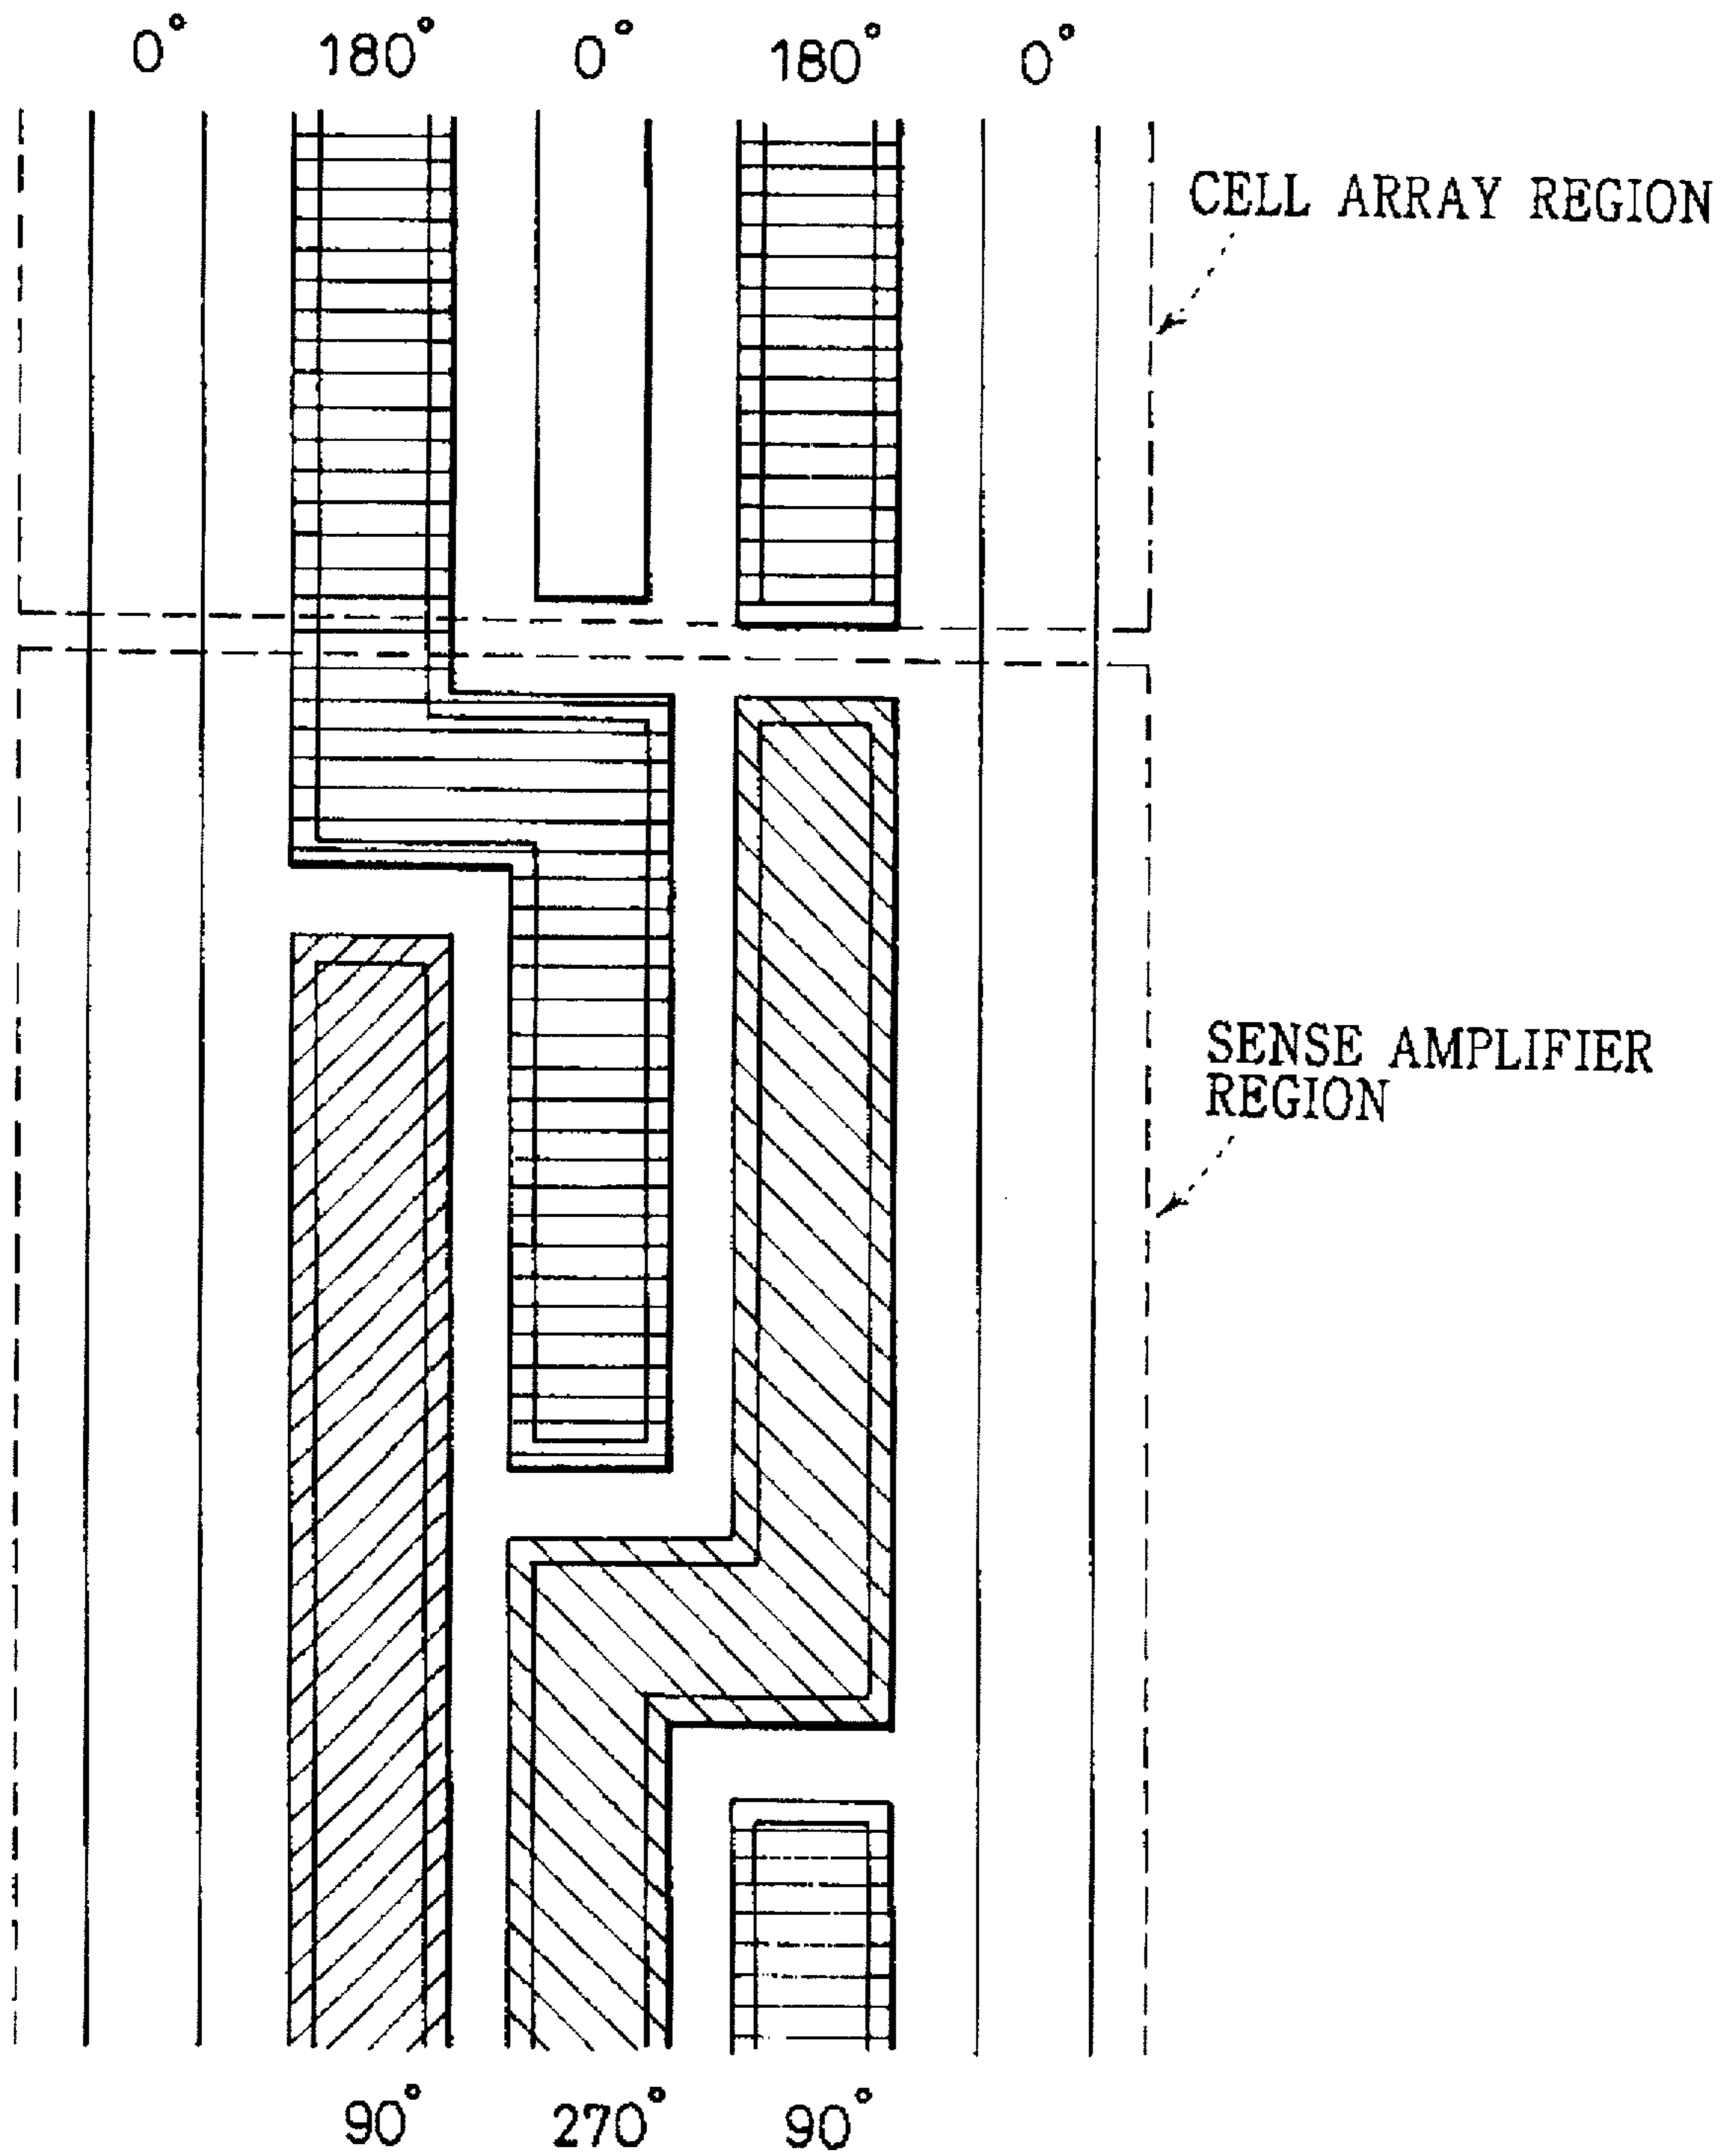 0° 180° 0° 180° 0°
CELL ARRAY REGION
SENSE AMPLIFIER
REGION
90° 270° 90°